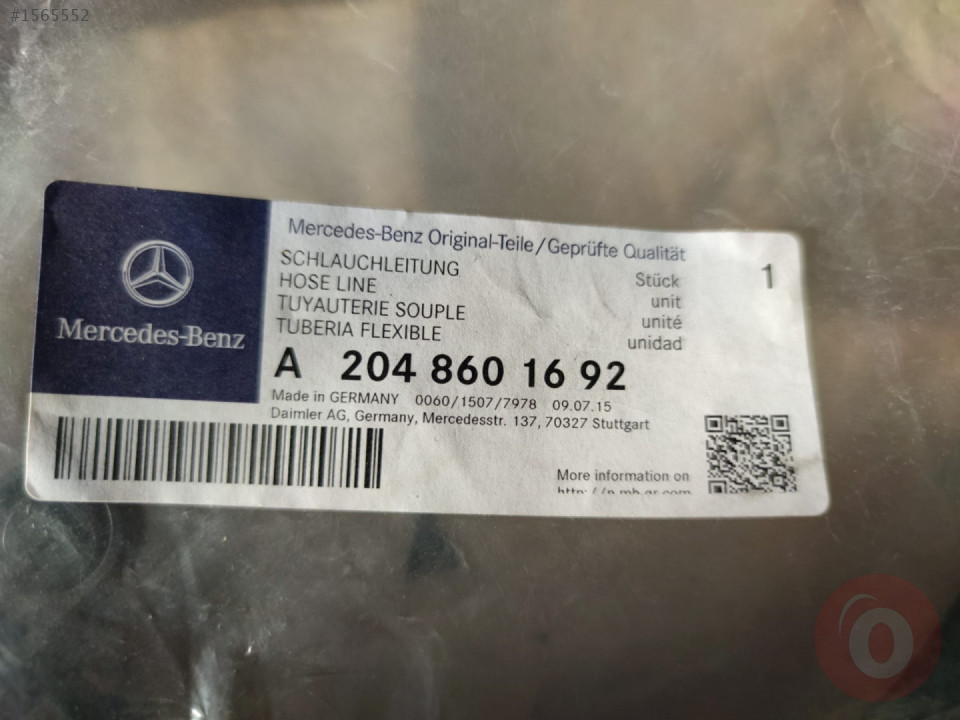 #1565552
Mercedes-Benz Original-Teile/Geprüfte Qualität
SCHLAUCHLEITUNG
HOSE LINE
TUYAUTERIE SOUPLE
TUBERIA FLEXIBLE
Stück
unit
unité
unidad
1
Mercedes-Benz
A 204 860 16 92
Made in GERMANY 0060/1507/7978 09.07.15
Daimler AG, Germany, Mercedesstr. 137, 70327 Stuttgart
More information on